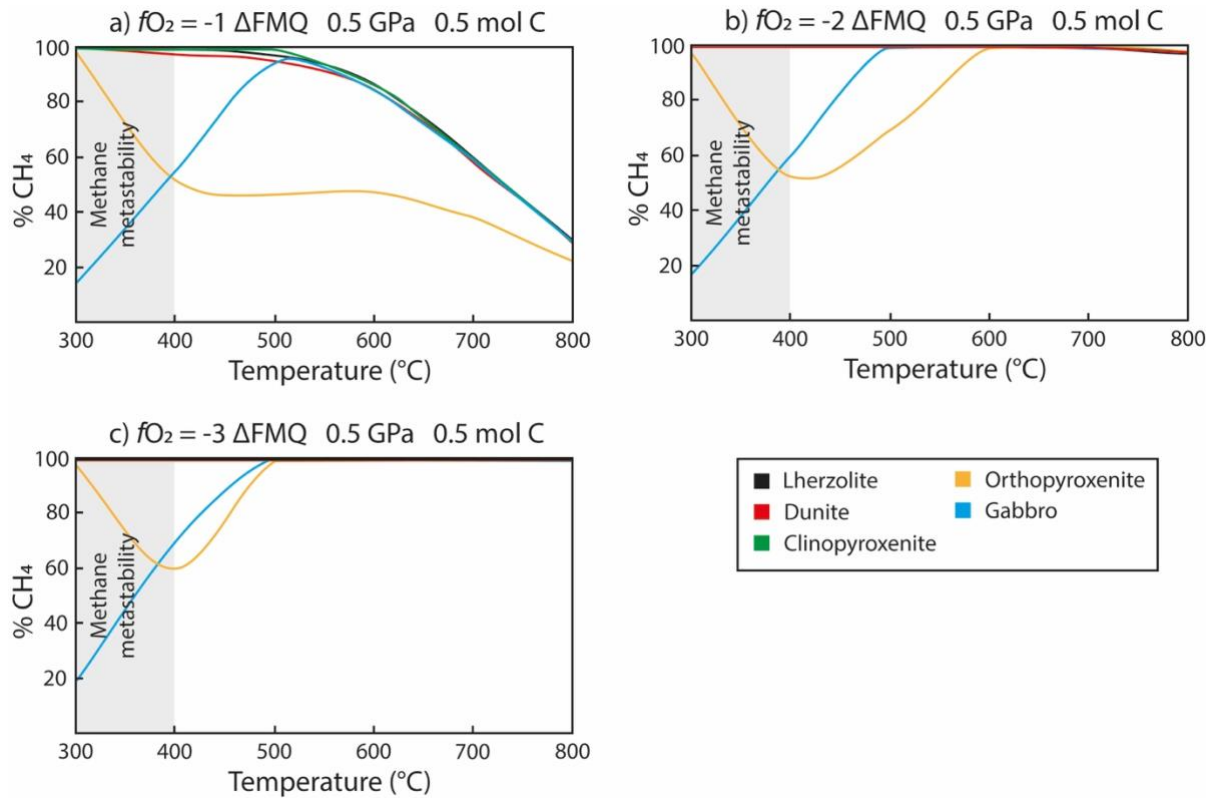 a) fO₂ = -1 ΔFMQ 0.5 GPa 0.5 mol C
100
80
60
40
20
% CH₄
Methane
metastability
300 400 500 600 700 800
Temperature (°C)
b) fO₂ = -2 ΔFMQ 0.5 GPa 0.5 mol C
100
80
60
40
20
% CH₄
Methane
metastability
300 400 500 600 700 800
Temperature (°C)
c) fO₂ = -3 ΔFMQ 0.5 GPa 0.5 mol C
100
80
60
40
20
% CH₄
Methane
metastability
300 400 500 600 700 800
Temperature (°C)
Lherzolite
Dunite
Clinopyroxenite
Orthopyroxenite
Gabbro